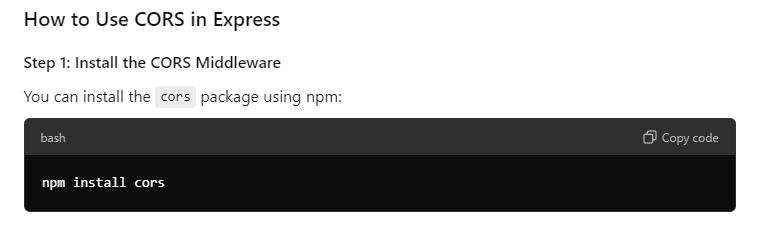 How to Use CORS in Express
Step 1: Install the CORS Middleware
You can install the cors package using npm:
bash Copy code
npm install cors